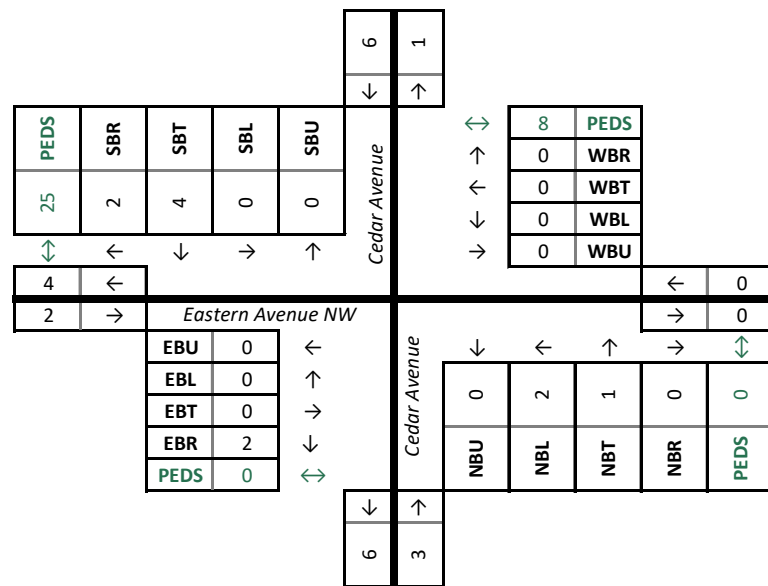 6 1
↓ ↑
PEDS SBR SBT SBL SBU
25 2 4 0 0
↕ ← ↓ → ↑
Cedar Avenue
↔ 8 PEDS
↑ 0 WBR
← 0 WBT
↓ 0 WBL
→ 0 WBU
4 ←
2 →
← 0
→ 0
Eastern Avenue NW
EBU 0 ←
EBL 0 ↑
EBT 0 →
EBR 2 ↓
PEDS 0 ↔
Cedar Avenue
↓ ← ↑ → ↕
0 2 1 0 0
NBU NBL NBT NBR PEDS
↓ ↑
6 3